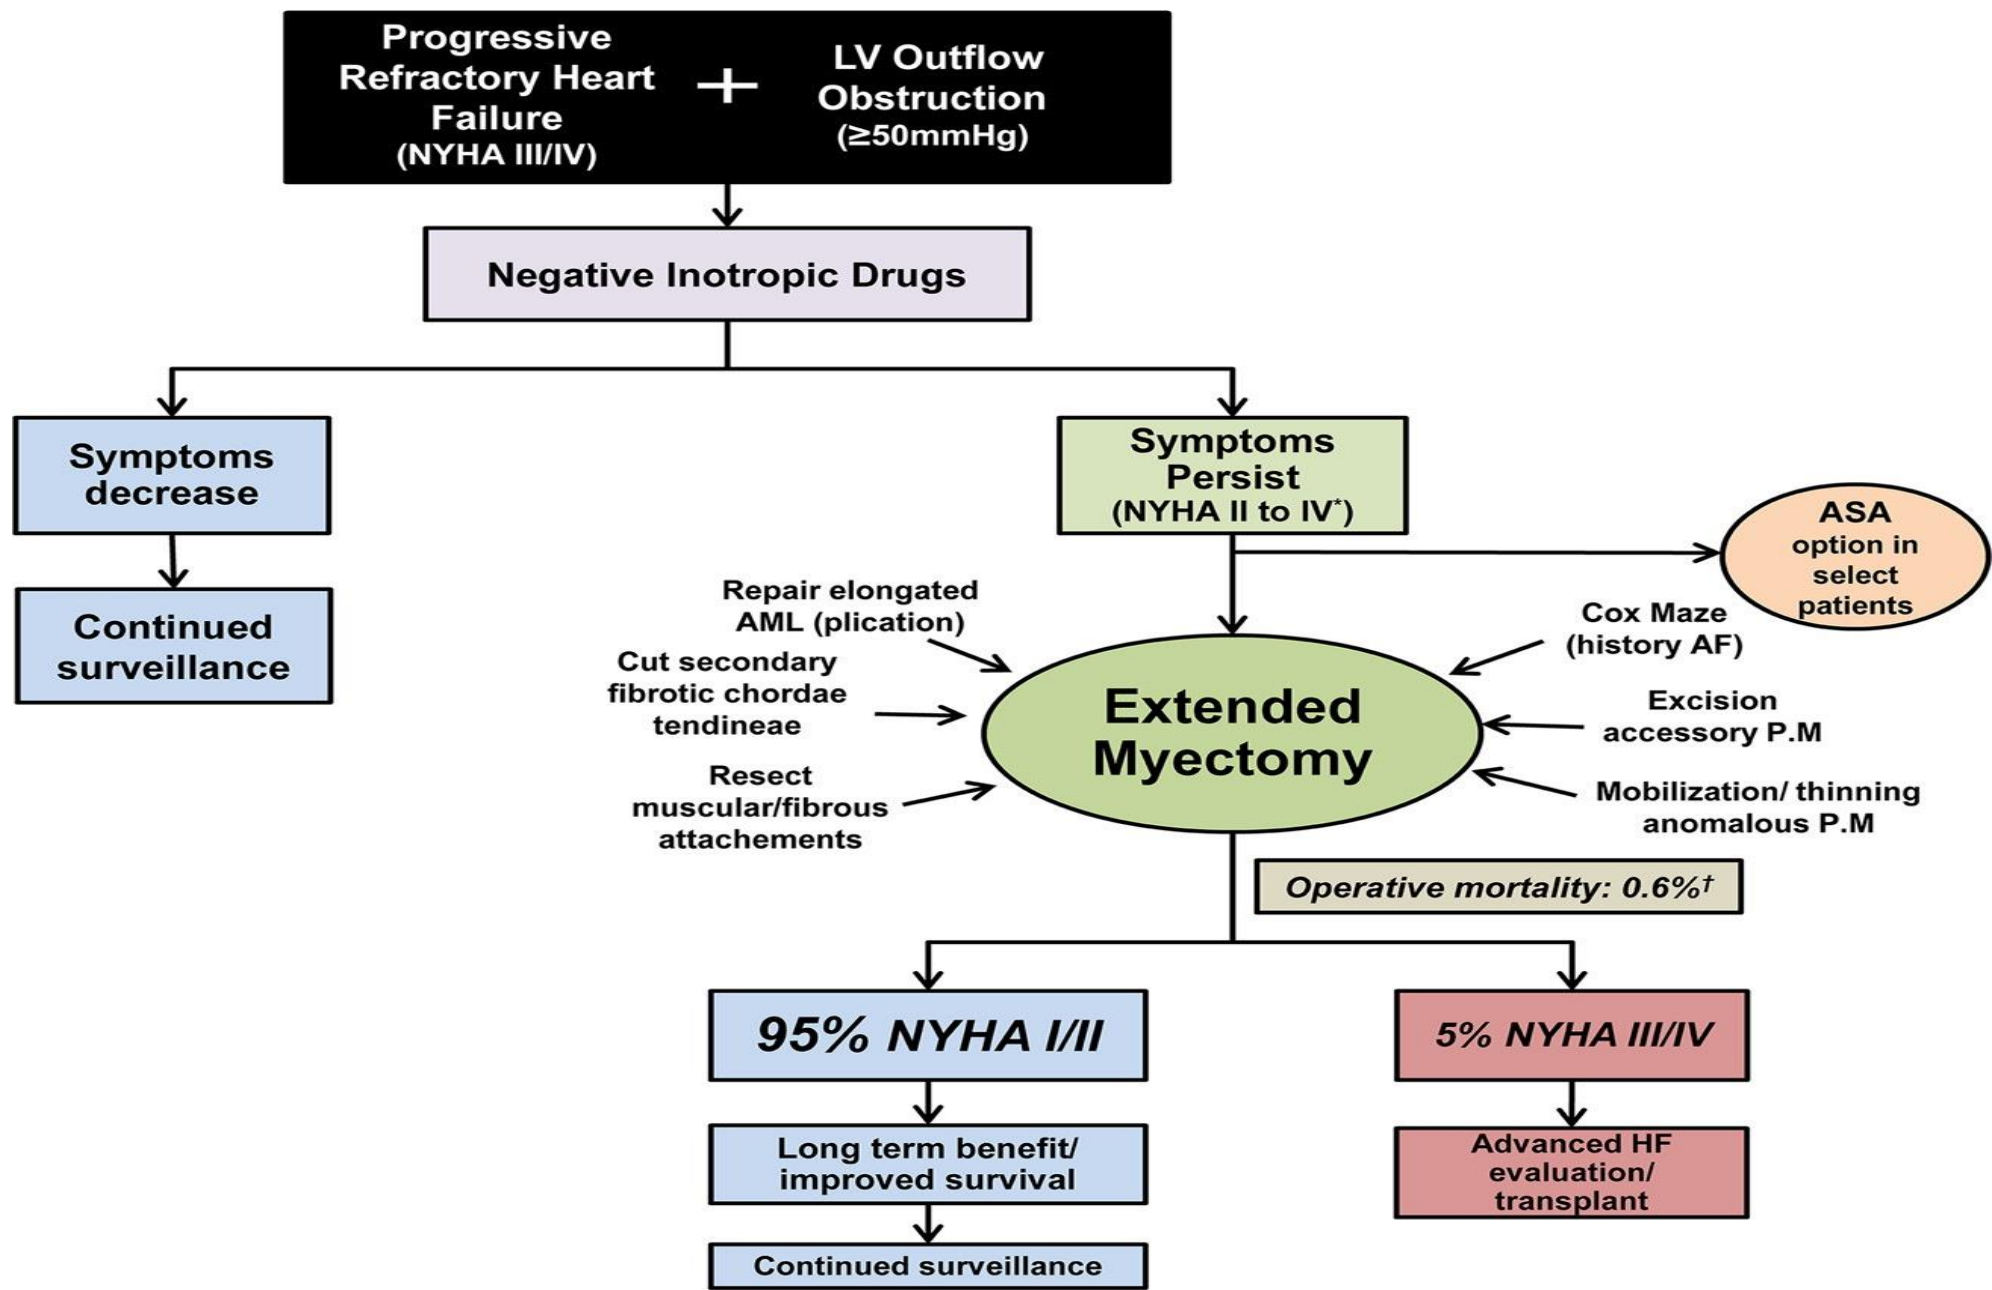 Progressive
Refractory Heart
Failure
(NYHA III/IV)
+
LV Outflow
Obstruction
(≥50mmHg)
Negative Inotropic Drugs
Symptoms
decrease
Continued
surveillance
Symptoms
Persist
(NYHA II to IV*)
ASA
option in
select
patients
Repair elongated
AML (plication)
Cut secondary
fibrotic chordae
tendineae
Resect
muscular/fibrous
attachements
Extended
Myectomy
Cox Maze
(history AF)
Excision
accessory P.M
Mobilization/ thinning
anomalous P.M
Operative mortality: 0.6%†
95% NYHA I/II
Long term benefit/
improved survival
Continued surveillance
5% NYHA III/IV
Advanced HF
evaluation/
transplant